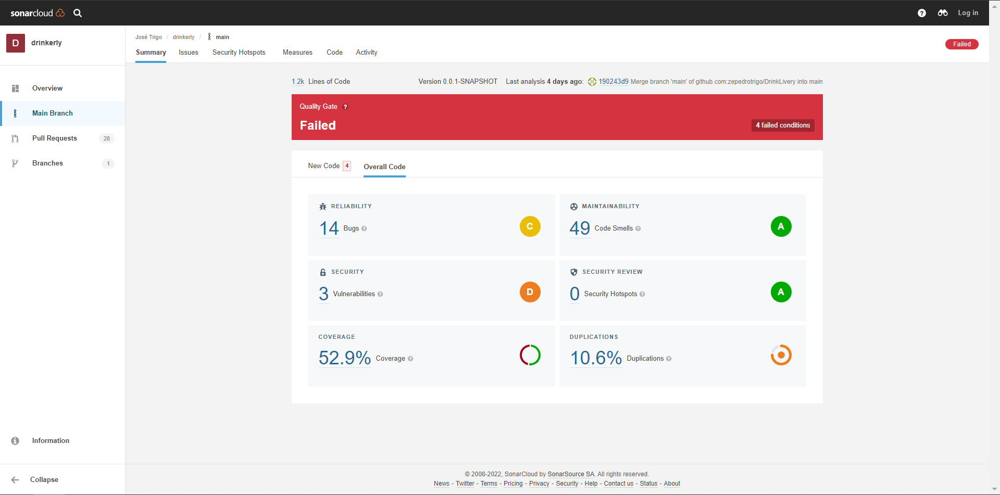 sonarcloud
? Log in
D drinkerly
Overview
Main Branch
Pull Requests 28
Branches 1
Information
Collapse
José Trigo / drinkerly / main
Summary Issues Security Hotspots Measures Code Activity
Failed
1.2k Lines of Code Version 0.0.1-SNAPSHOT Last analysis 4 days ago: 190243d9 Merge branch 'main' of github.com:zepedrotrigo/DrinkLivery into main
Quality Gate ?
Failed
4 failed conditions
New Code 4 Overall Code
RELIABILITY
14 Bugs ? C
MAINTAINABILITY
49 Code Smells ? A
SECURITY
3 Vulnerabilities ? D
SECURITY REVIEW
0 Security Hotspots ? A
COVERAGE
52.9% Coverage ?
DUPLICATIONS
10.6% Duplications ?
© 2008-2022, SonarCloud by SonarSource SA. All rights reserved.
News - Twitter - Terms - Pricing - Privacy - Security - Help - Contact us - Status - About